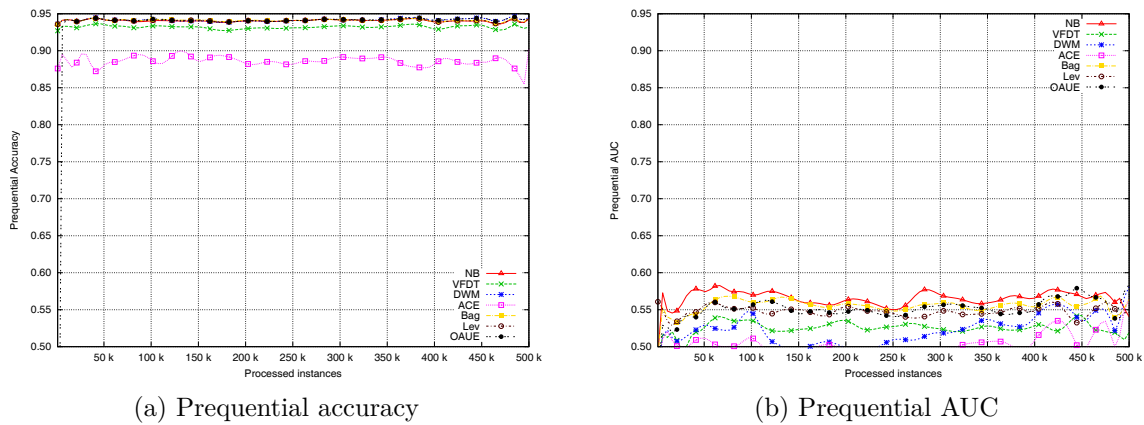 0.95
0.90
0.85
0.80
0.75
0.70
0.65
0.60
0.55
0.50
Prequential Accuracy
50 k 100 k 150 k 200 k 250 k 300 k 350 k 400 k 450 k 500 k
Processed instances
NB
VFDT
DWM
ACE
Bag
Lev
OAUE
(a) Prequential accuracy
0.95
0.90
0.85
0.80
0.75
0.70
0.65
0.60
0.55
0.50
Prequential AUC
50 k 100 k 150 k 200 k 250 k 300 k 350 k 400 k 450 k 500 k
Processed instances
NB
VFDT
DWM
ACE
Bag
Lev
OAUE
(b) Prequential AUC